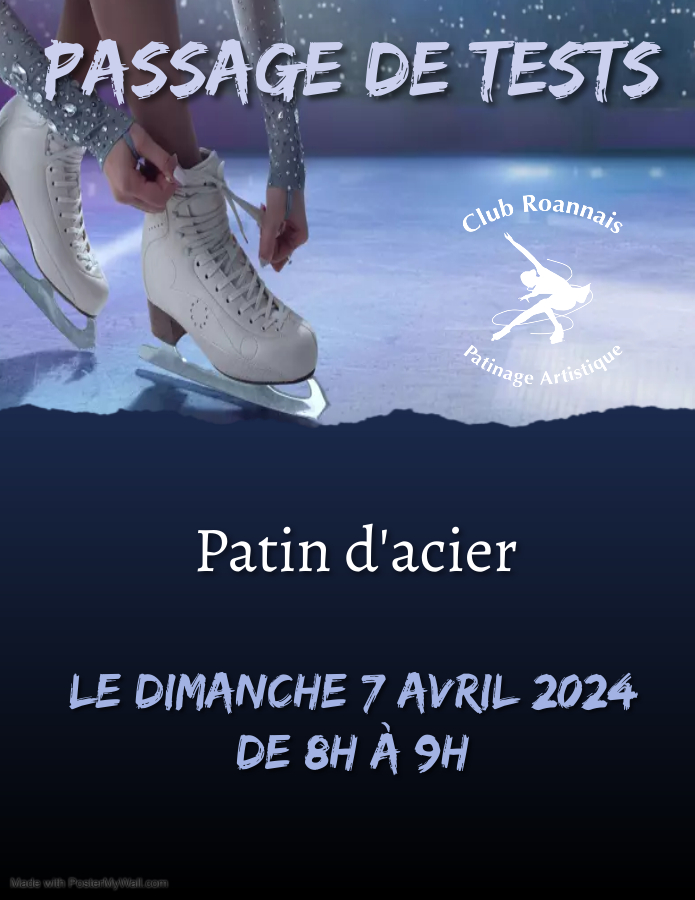 PASSAGE DE TESTS
Club Roannais
Patinage Artistique
Patin d'acier
LE DIMANCHE 7 AVRIL 2024
DE 8H À 9H
Made with PosterMyWall.com